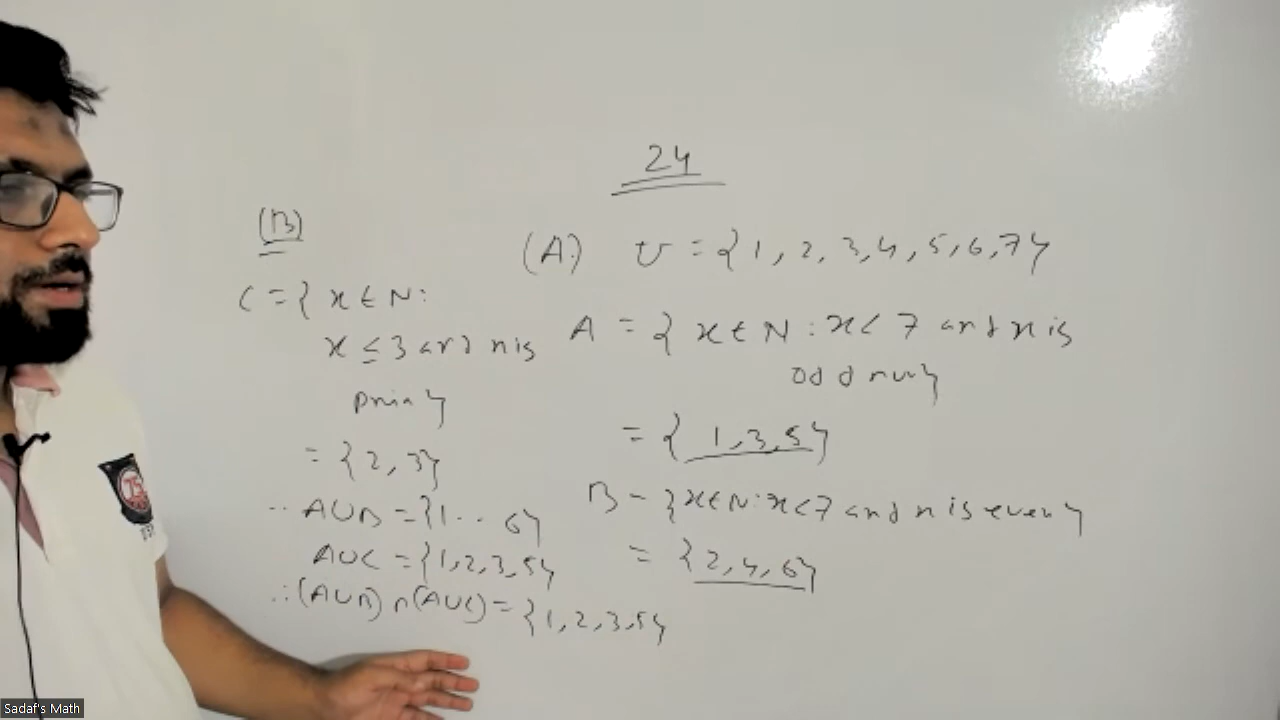 24
(A) U = {1, 2, 3, 4, 5, 6, 7}
A = {x ∈ N : x < 7 and x is
odd num}
= {1, 3, 5}
B = {x ∈ N : x < 7 and x is even}
= {2, 4, 6}
(B)
C = {x ∈ N :
x ≤ 3 and x is
prime}
= {2, 3}
∴ A∪B = {1 .. 6}
A∪C = {1, 2, 3, 5}
∴ (A∪B) ∩ (A∪C) = {1, 2, 3, 5}
75
Sadaf's Math